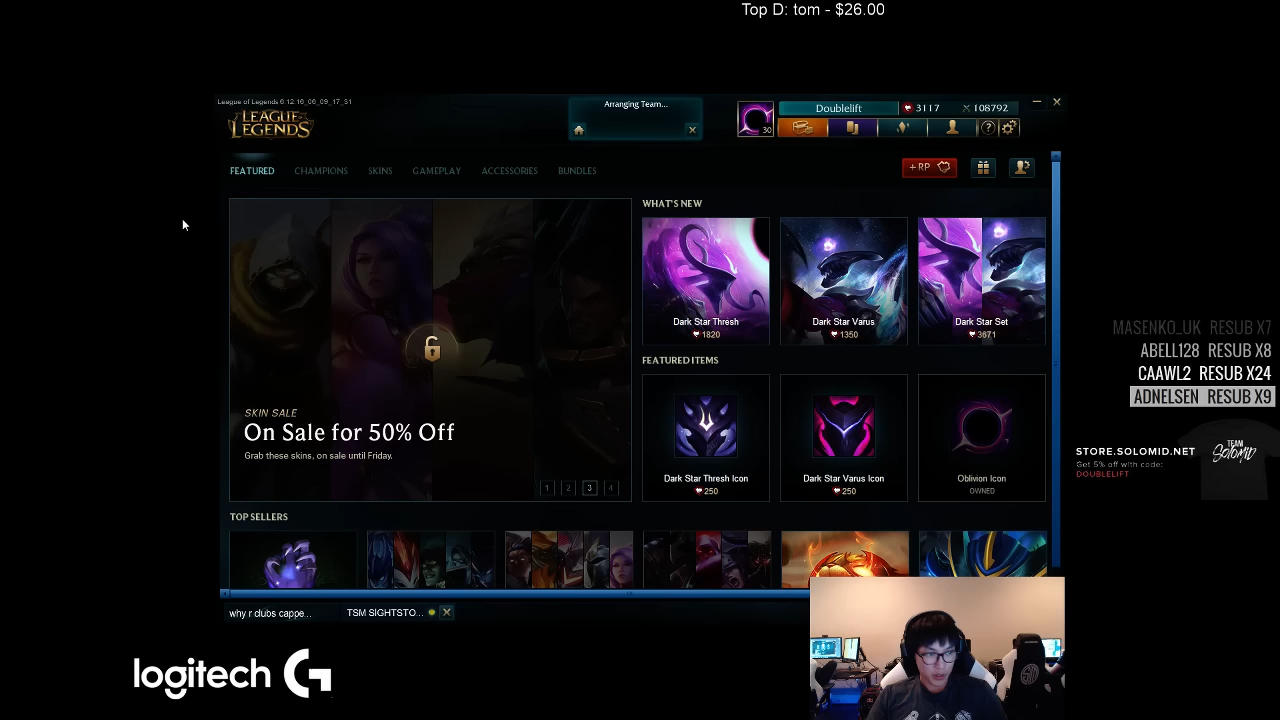 Top D: tom - $26.00
League of Legends 6.12.16_06_09_17_31
LEAGUE OF
LEGENDS
Arranging Team...
30
Doublelift
3117
108792
?
FEATURED
CHAMPIONS
SKINS
GAMEPLAY
ACCESSORIES
BUNDLES
+RP
SKIN SALE
On Sale for 50% Off
Grab these skins, on sale until Friday.
1
2
3
4
WHAT'S NEW
Dark Star Thresh
1820
Dark Star Varus
1350
Dark Star Set
3671
FEATURED ITEMS
Dark Star Thresh Icon
250
Dark Star Varus Icon
250
Oblivion Icon
OWNED
TOP SELLERS
why r clubs cappe...
TSM SIGHTSTO...
MASENKO_UK RESUB X7
ABELL128 RESUB X8
CAAWL2 RESUB X24
ADNELSEN RESUB X9
STORE.SOLOMID.NET
Get 5% off with code:
DOUBLELIFT
TEAM
SoloMid
logitech G